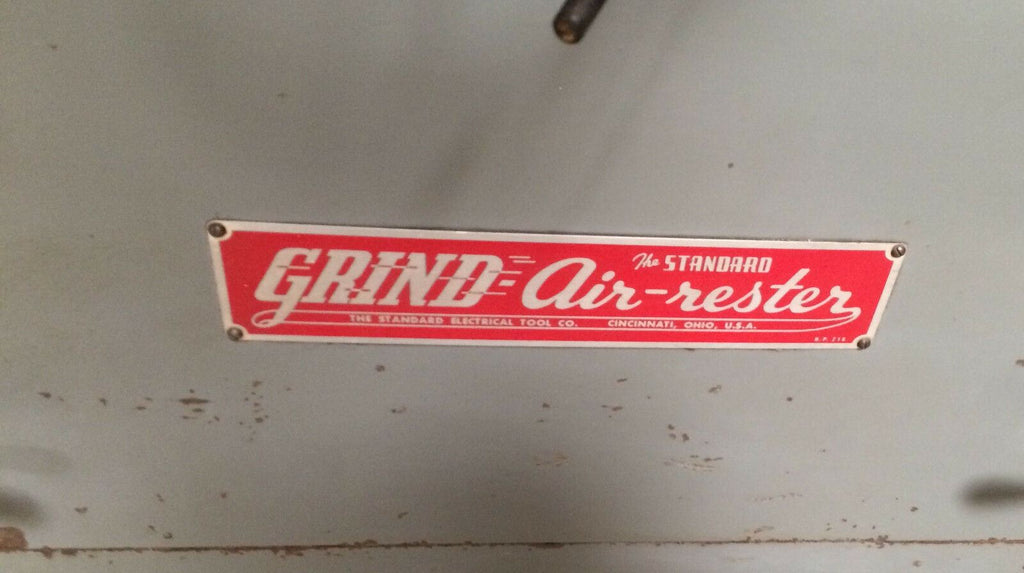 The STANDARD
GRIND-Air-rester
THE STANDARD ELECTRICAL TOOL CO. CINCINNATI, OHIO, U.S.A.